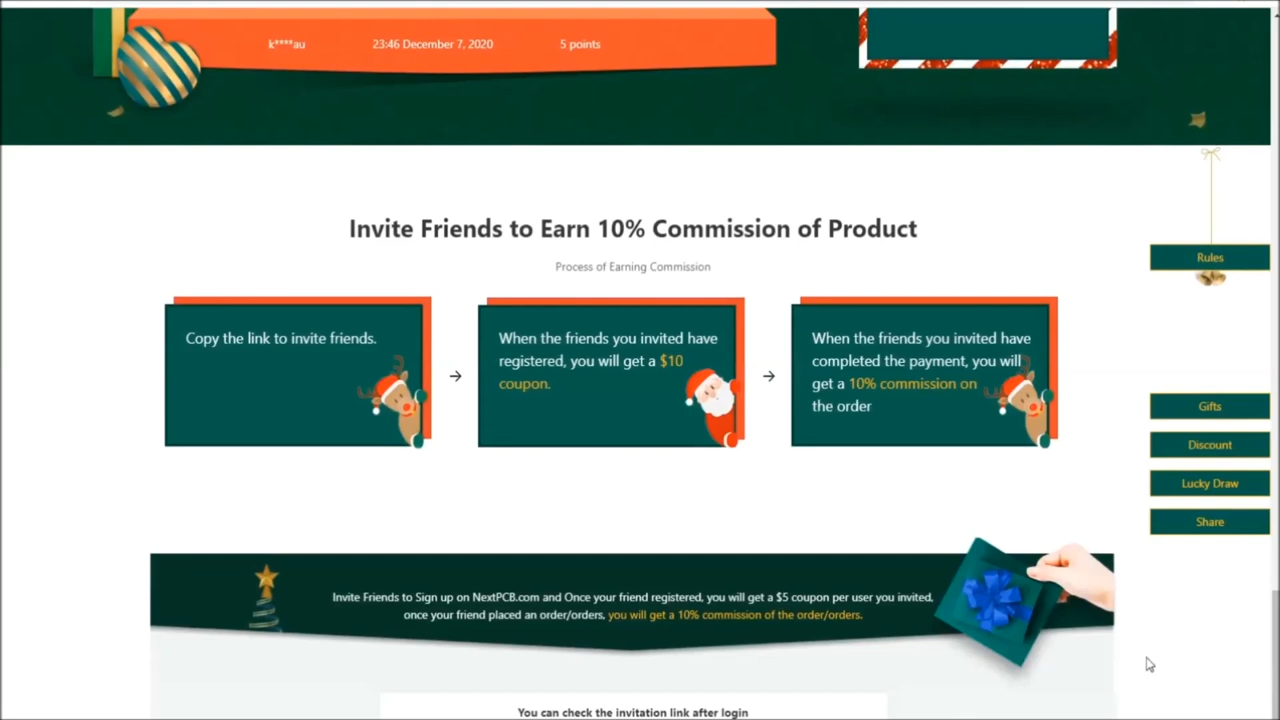 k****au 23:46 December 7, 2020 5 points
Invite Friends to Earn 10% Commission of Product
Process of Earning Commission
Copy the link to invite friends.
When the friends you invited have
registered, you will get a $10
coupon.
When the friends you invited have
completed the payment, you will
get a 10% commission on
the order
Rules
Gifts
Discount
Lucky Draw
Share
Invite Friends to Sign up on NextPCB.com and Once your friend registered, you will get a $5 coupon per user you invited,
once your friend placed an order/orders, you will get a 10% commission of the order/orders.
You can check the invitation link after login